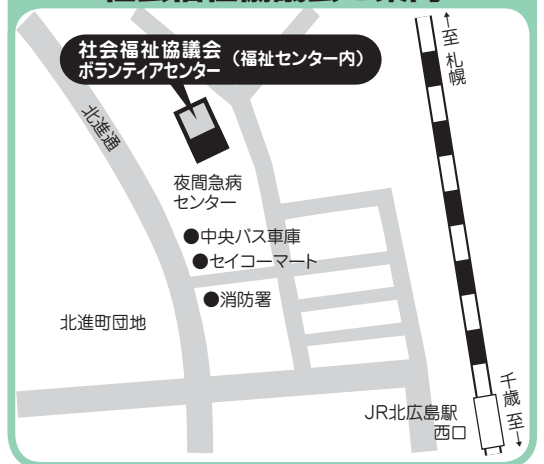 社会福祉協議会 (福祉センター内)
ボランティアセンター
←至 札幌
北進通
夜間急病
センター
●中央バス車庫
●セイコーマート
●消防署
北進町団地
JR北広島駅
西口
千歳 至→